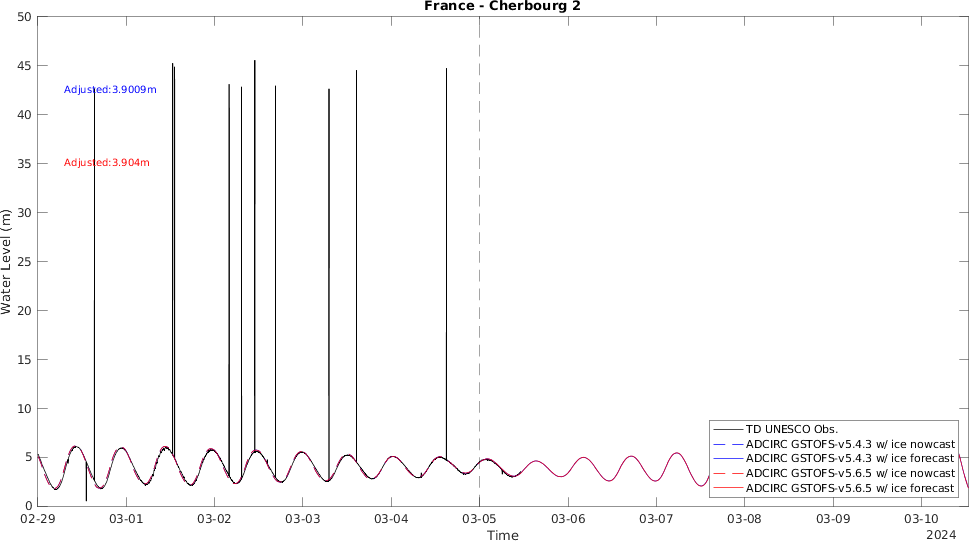 France - Cherbourg 2
50
45
40
35
30
25
20
15
10
5
0
Water Level (m)
Adjusted:3.9009m
Adjusted:3.904m
TD UNESCO Obs.
ADCIRC GSTOFS-v5.4.3 w/ ice nowcast
ADCIRC GSTOFS-v5.4.3 w/ ice forecast
ADCIRC GSTOFS-v5.6.5 w/ ice nowcast
ADCIRC GSTOFS-v5.6.5 w/ ice forecast
02-29 03-01 03-02 03-03 03-04 03-05 03-06 03-07 03-08 03-09 03-10
Time
2024